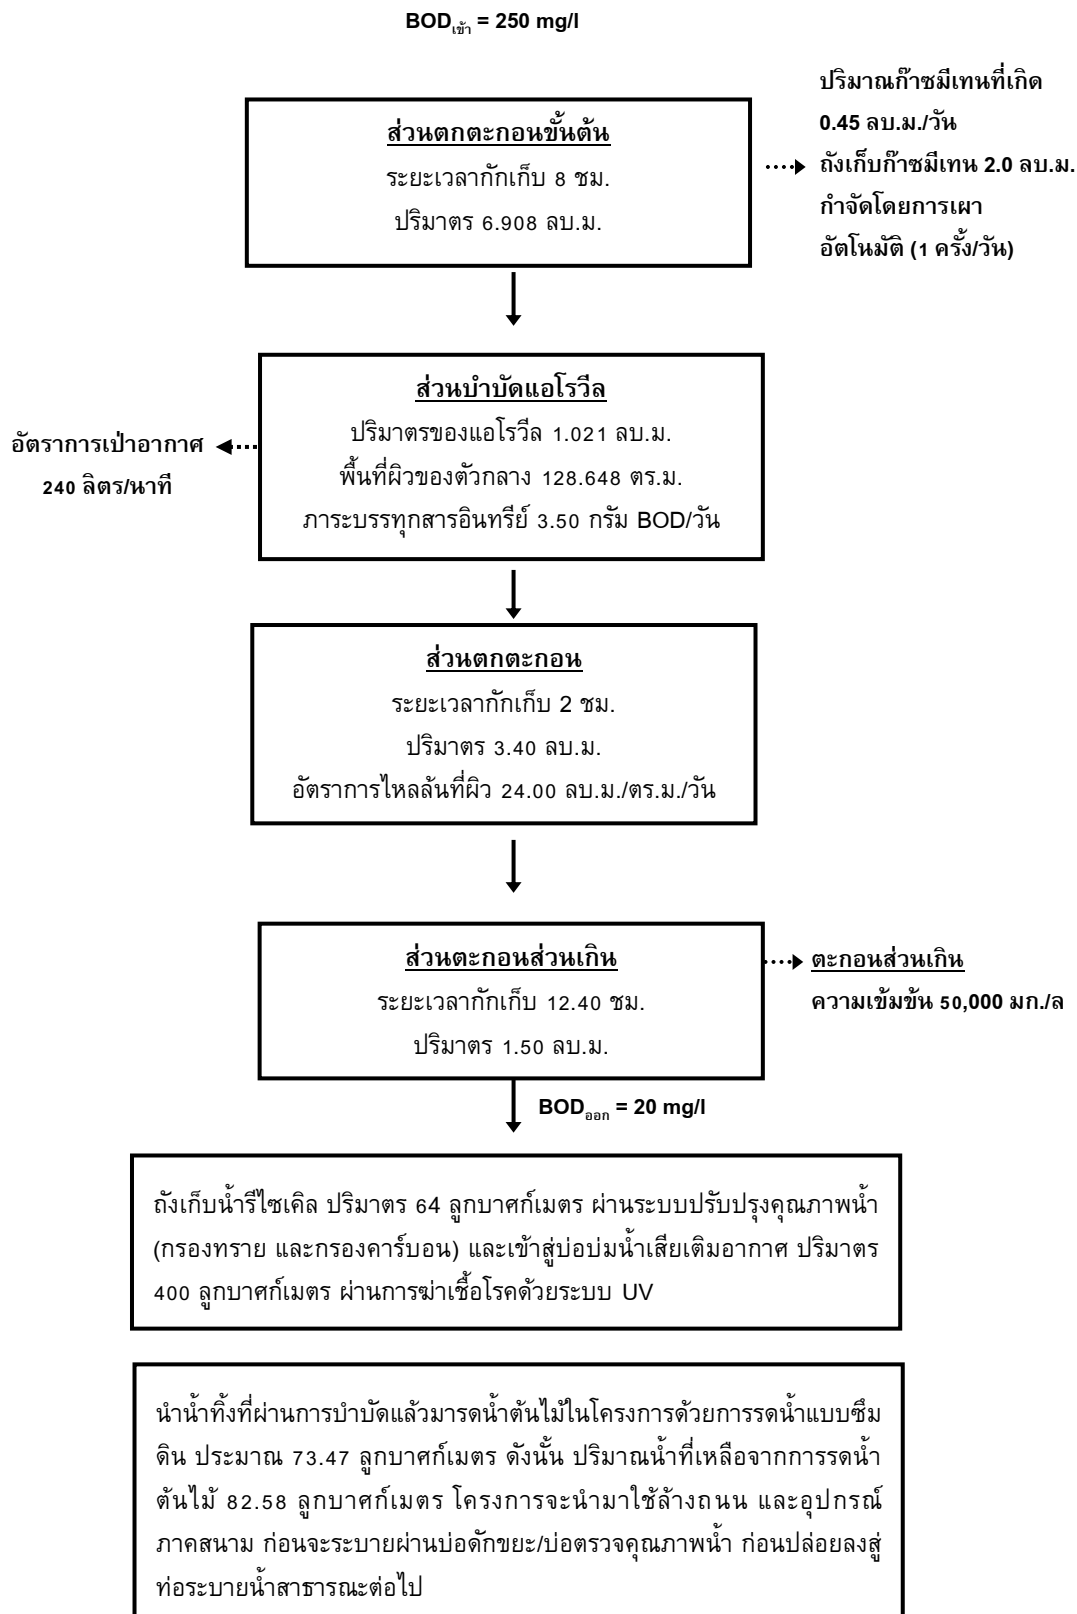 BODเข้า = 250 mg/l
ปริมาณก๊าซมีเทนที่เกิด
0.45 ลบ.ม./วัน
ถังเก็บก๊าซมีเทน 2.0 ลบ.ม.
กำจัดโดยการเผา
อัตโหมัติ (1 ครั้ง/วัน)
ส่วนตกตะกอนขั้นต้น
ระยะเวลากักเก็บ 8 ชม.
ปริมาตร 6.908 ลบ.ม.
ส่วนบำบัดแอโรวีล
ปริมาตรของแอโรวีล 1.021 ลบ.ม.
พื้นที่ผิวของตัวกลาง 128.648 ตร.ม.
ภาระบรรทุกสารอินทรีย์ 3.50 กรัม BOD/วัน
อัตราการเป่าอากาศ
240 ลิตร/นาที
ส่วนตกตะกอน
ระยะเวลากักเก็บ 2 ชม.
ปริมาตร 3.40 ลบ.ม.
อัตราการไหลล้นที่ผิว 24.00 ลบ.ม./ตร.ม./วัน
ส่วนตะกอนส่วนเกิน
ระยะเวลากักเก็บ 12.40 ชม.
ปริมาตร 1.50 ลบ.ม.
ตะกอนส่วนเกิน
ความเข้มข้น 50,000 มก./ล
BODออก = 20 mg/l
ถังเก็บน้ำรีไซเคิล ปริมาตร 64 ลูกบาศก์เมตร ผ่านระบบปรับปรุงคุณภาพน้ำ
(กรองทราย และกรองคาร์บอน) และเข้าสู่บ่อบ่มน้ำเสียเติมอากาศ ปริมาตร
400 ลูกบาศก์เมตร ผ่านการฆ่าเชื้อโรคด้วยระบบ UV
นำน้ำทิ้งที่ผ่านการบำบัดแล้วมารดน้ำต้นไม้ในโครงการด้วยการรดน้ำแบบซึม
ดิน ประมาณ 73.47 ลูกบาศก์เมตร ดังนั้น ปริมาณน้ำที่เหลือจากการรดน้ำ
ต้นไม้ 82.58 ลูกบาศก์เมตร โครงการจะนำมาใช้ล้างถนน และอุปกรณ์
ภาคสนาม ก่อนจะระบายผ่านบ่อดักขยะ/บ่อตรวจคุณภาพน้ำ ก่อนปล่อยลงสู่
ท่อระบายน้ำสาธารณะต่อไป